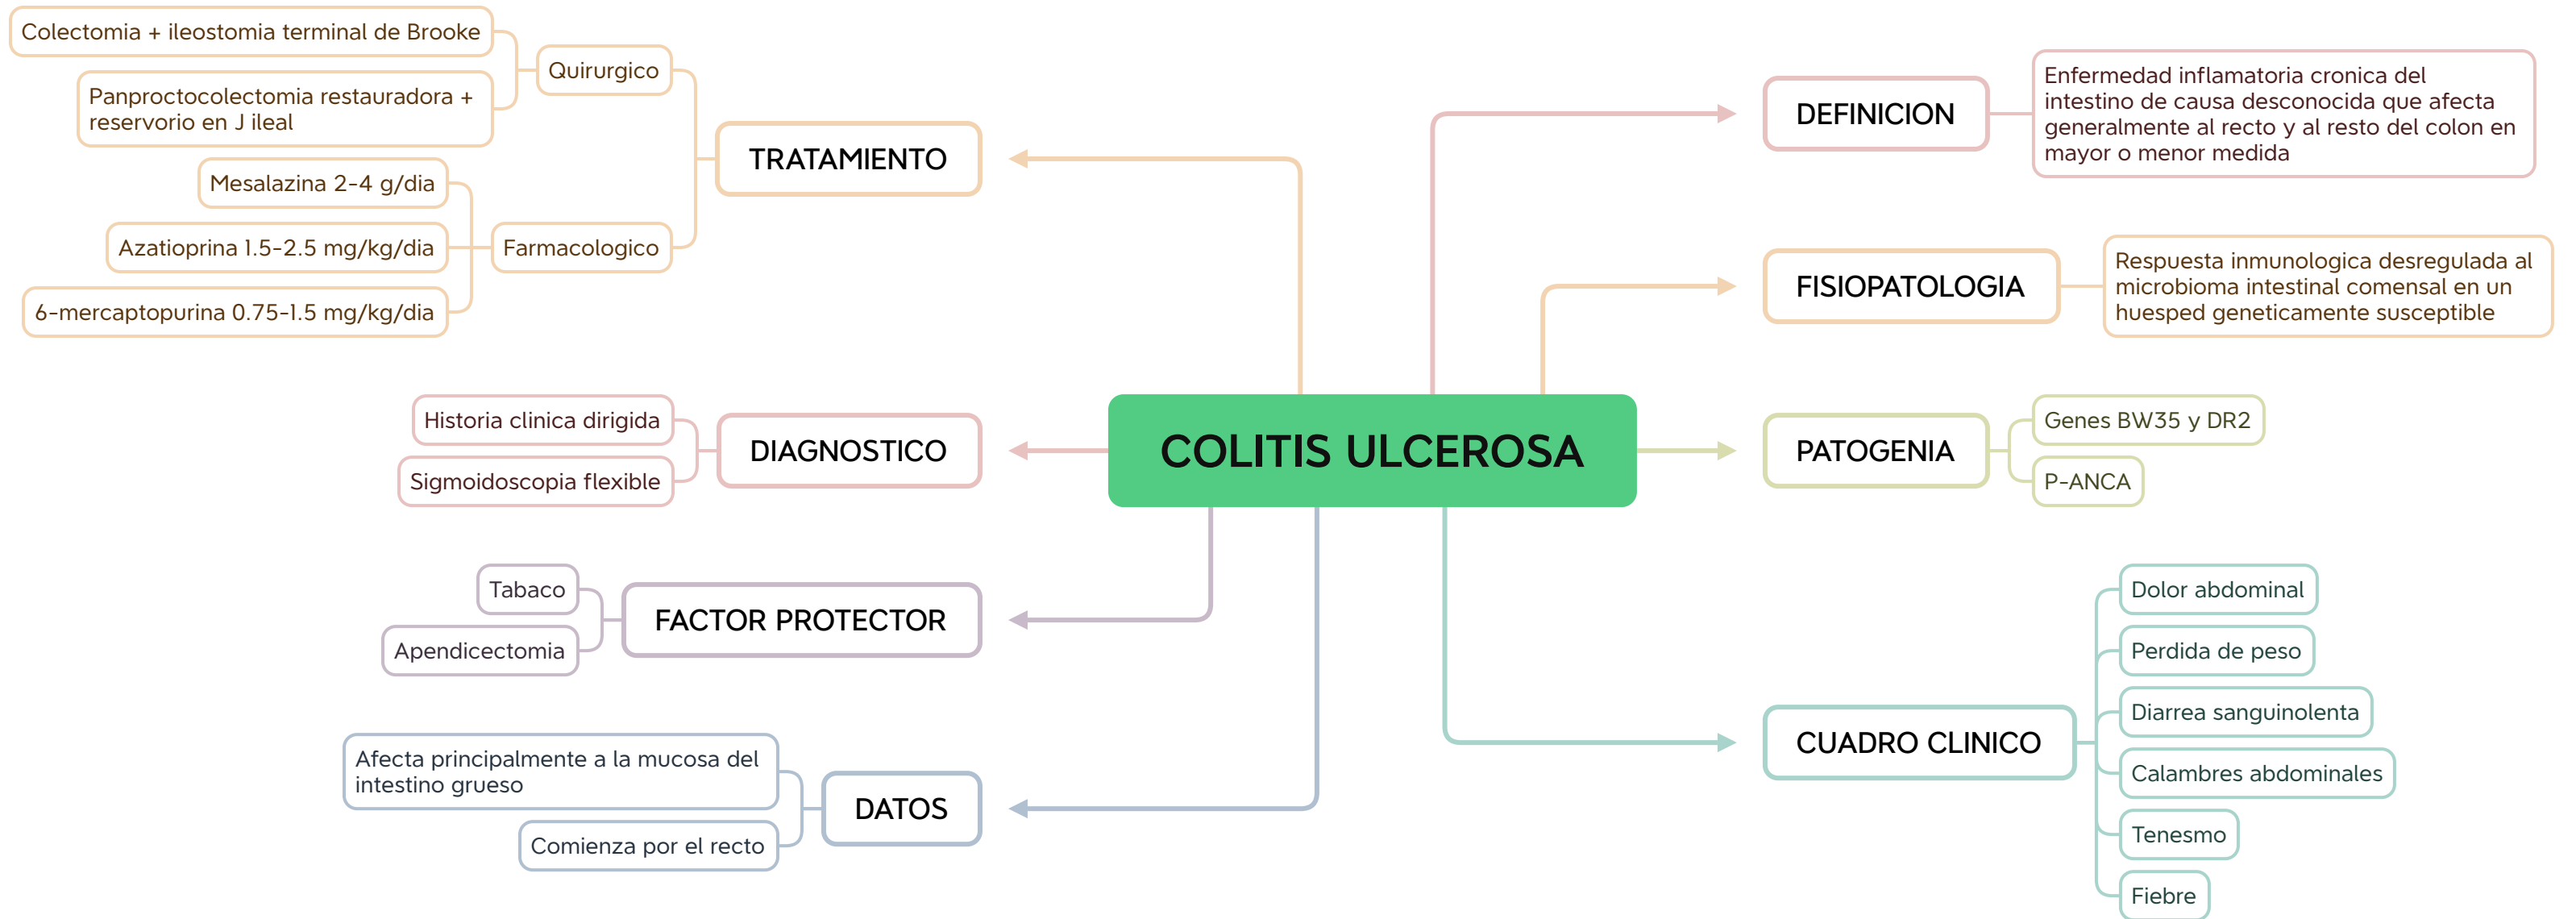 COLITIS ULCEROSA
DEFINICION
Enfermedad inflamatoria cronica del
intestino de causa desconocida que afecta
generalmente al recto y al resto del colon en
mayor o menor medida
FISIOPATOLOGIA
Respuesta inmunologica desregulada al
microbioma intestinal comensal en un
huesped geneticamente susceptible
PATOGENIA
Genes BW35 y DR2
P-ANCA
CUADRO CLINICO
Dolor abdominal
Perdida de peso
Diarrea sanguinolenta
Calambres abdominales
Tenesmo
Fiebre
TRATAMIENTO
Quirurgico
Colectomia + ileostomia terminal de Brooke
Panproctocolectomia restauradora +
reservorio en J ileal
Farmacologico
Mesalazina 2-4 g/dia
Azatioprina 1.5-2.5 mg/kg/dia
6-mercaptopurina 0.75-1.5 mg/kg/dia
DIAGNOSTICO
Historia clinica dirigida
Sigmoidoscopia flexible
FACTOR PROTECTOR
Tabaco
Apendicectomia
DATOS
Afecta principalmente a la mucosa del
intestino grueso
Comienza por el recto